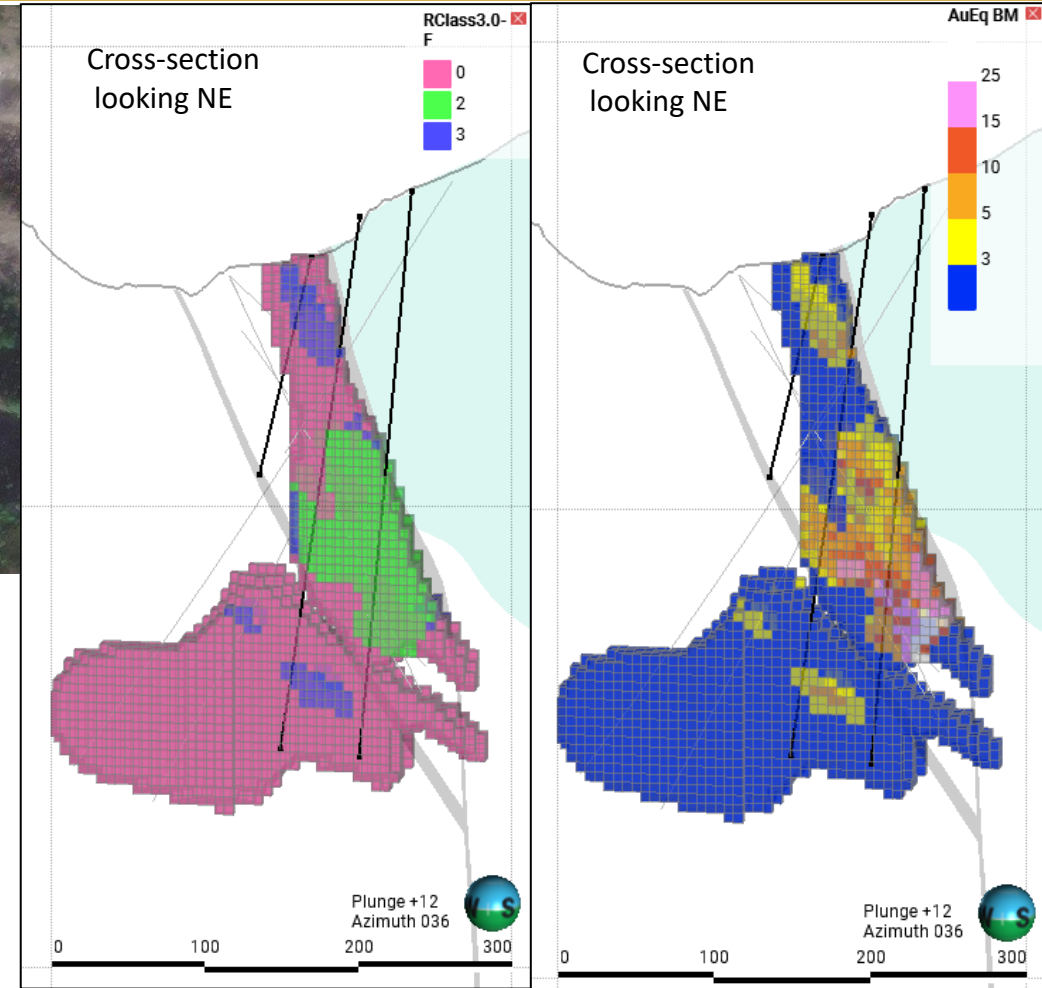 RClass3.0-
F
Cross-section
looking NE
0
2
3
Plunge +12
Azimuth 036
S
0 100 200 300
AuEq BM
Cross-section
looking NE
25
15
10
5
3
Plunge +12
Azimuth 036
S
0 100 200 300